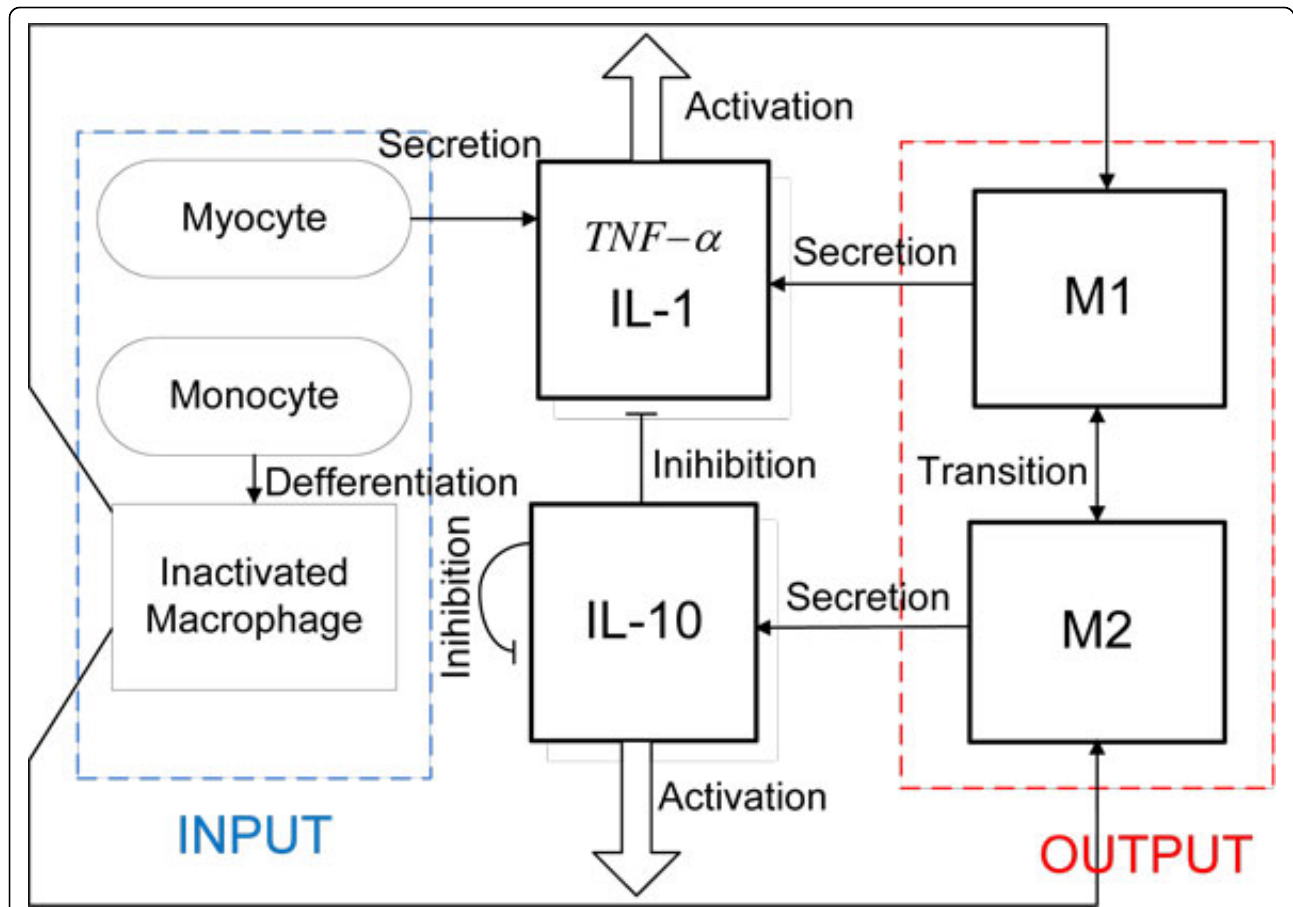 Activation
Secretion
Myocyte
TNF-α
IL-1
Secretion
M1
Monocyte
Defferentiation
Inihibition
Transition
Inactivated
Macrophage
Inihibition
IL-10
Secretion
M2
Activation
INPUT
OUTPUT